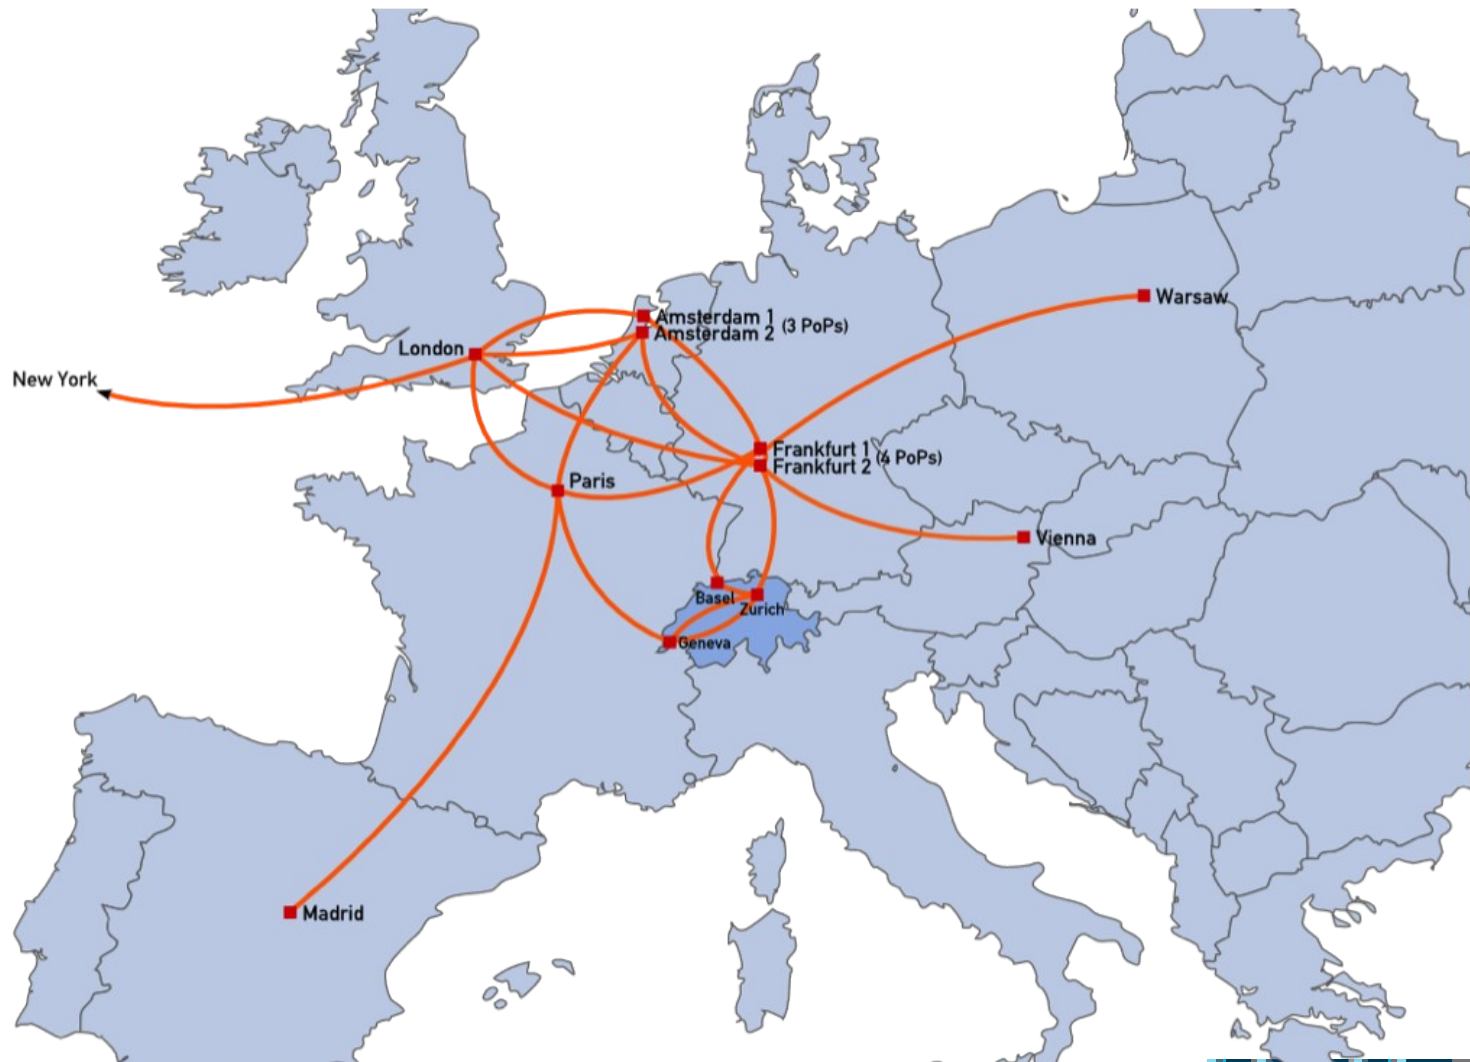 Warsaw
Amsterdam 1
Amsterdam 2 (3 PoPs)
London
New York
Frankfurt 1
Frankfurt 2 (4 PoPs)
Paris
Vienna
Basel
Zurich
Geneva
Madrid